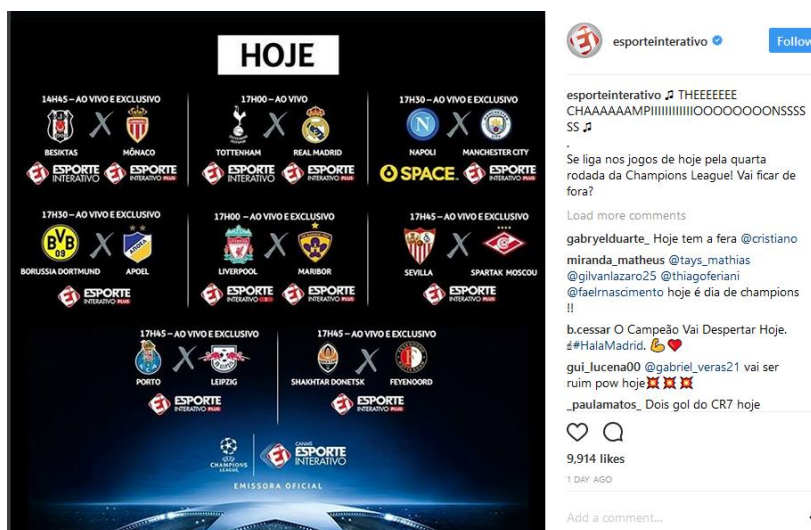 HOJE
14H45 – AO VIVO E EXCLUSIVO
BESIKTAS X MÔNACO
ESPORTE INTERATIVO ESPORTE INTERATIVO PLUS
17H00 – AO VIVO
TOTTENHAM X REAL MADRID
ESPORTE INTERATIVO ESPORTE INTERATIVO PLUS
17H30 – AO VIVO E EXCLUSIVO
NAPOLI X MANCHESTER CITY
SPACE. ESPORTE INTERATIVO PLUS
17H30 – AO VIVO E EXCLUSIVO
BVB 09
BORUSSIA DORTMUND X APOEL
ESPORTE INTERATIVO PLUS
17H00 – AO VIVO E EXCLUSIVO
LIVERPOOL X MARIBOR
ESPORTE INTERATIVO 2 ESPORTE INTERATIVO PLUS
17H45 – AO VIVO E EXCLUSIVO
SEVILLA X SPARTAK MOSCOU
ESPORTE INTERATIVO PLUS
17H45 – AO VIVO E EXCLUSIVO
PORTO X LEIPZIG
ESPORTE INTERATIVO PLUS
17H45 – AO VIVO E EXCLUSIVO
SHAKHTAR DONETSK X FEYENOORD
ESPORTE INTERATIVO PLUS
UEFA CHAMPIONS LEAGUE
CANAIS ESPORTE INTERATIVO
EMISSORA OFICIAL
esporteinterativo
Follow
esporteinterativo ♫ THEEEEEEE
CHAAAAAAMPIIIIIIIIIIIIOOOOOOOONSSSS
SS ♫
.
Se liga nos jogos de hoje pela quarta
rodada da Champions League! Vai ficar de
fora?
Load more comments
gabryelduarte_ Hoje tem a fera @cristiano
miranda_matheus @tays_mathias
@gilvanlazaro25 @thiagoferiani
@faelrnascimento hoje é dia de champions
!!
b.cessar O Campeão Vai Despertar Hoje.
#HalaMadrid. 💪❤
gui_lucena00 @gabriel_veras21 vai ser
ruim pow hoje💥💥💥
_paulamatos_ Dois gol do CR7 hoje
9,914 likes
1 DAY AGO
Add a comment...